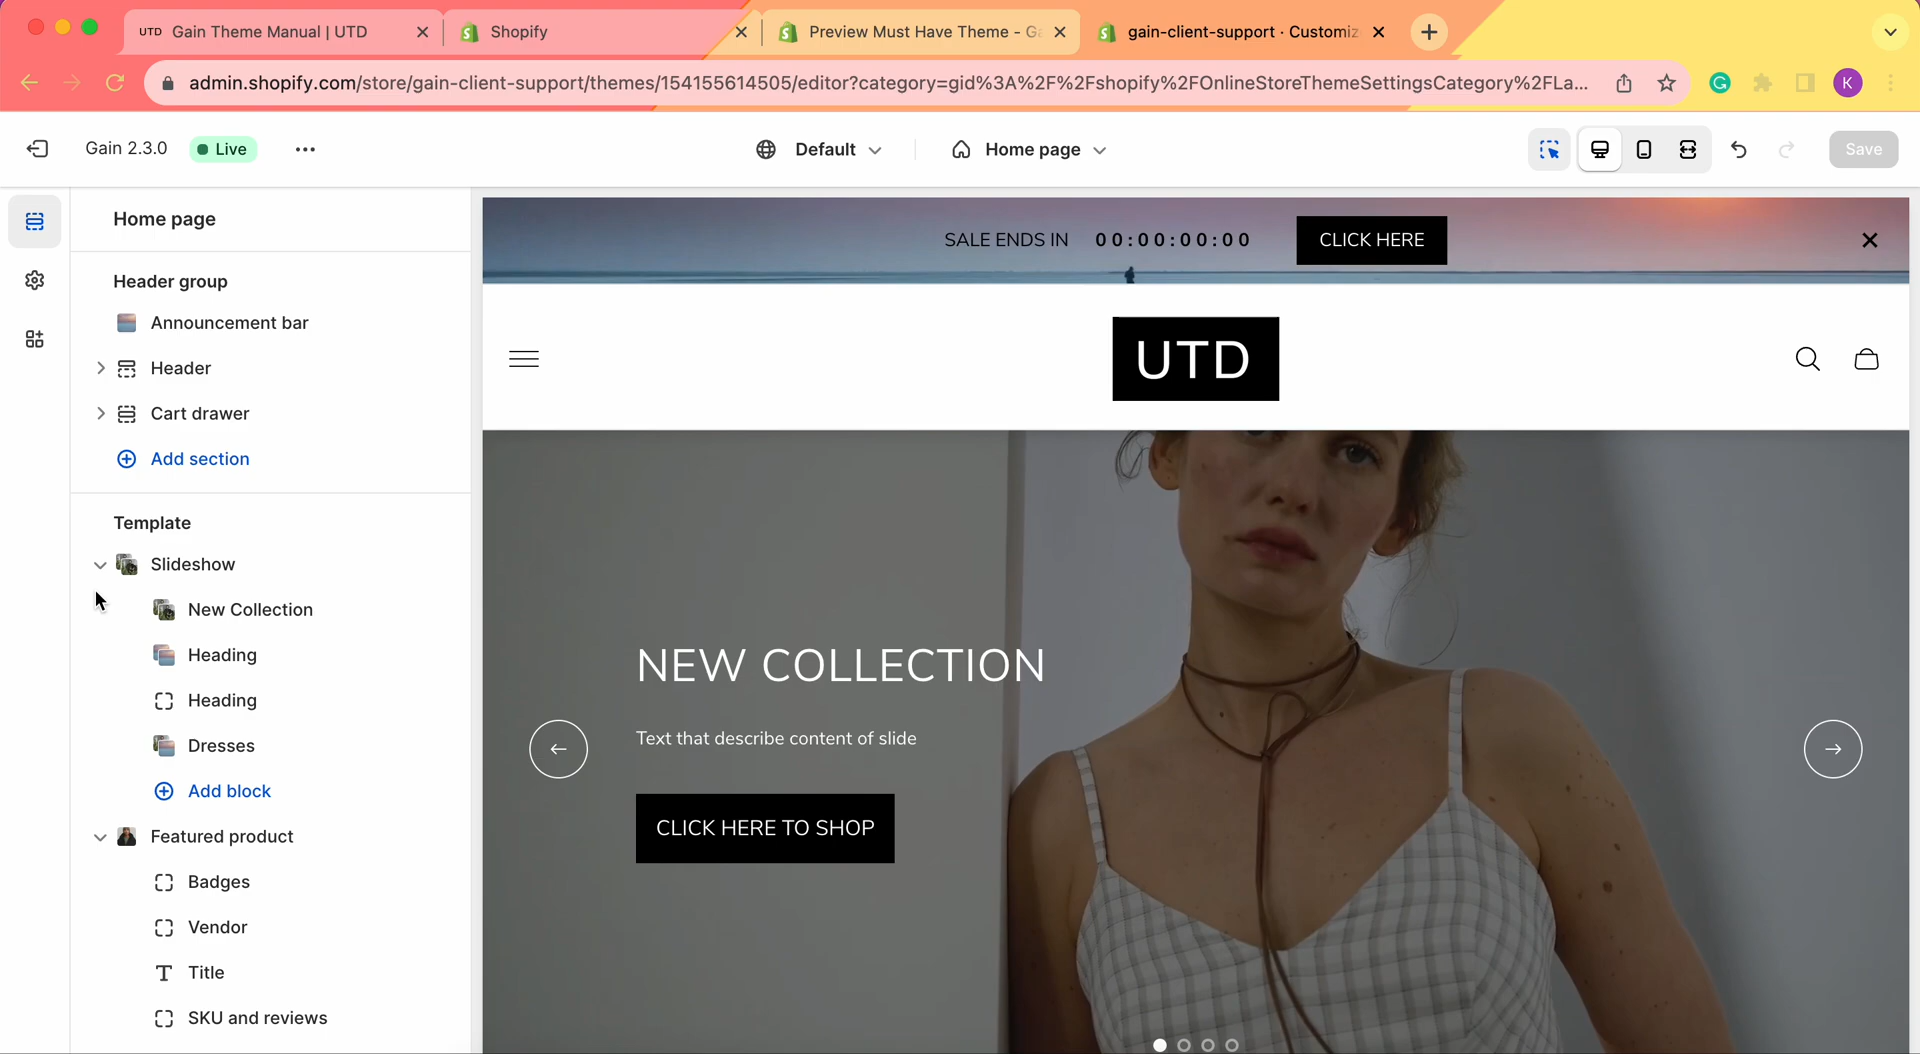 UTD Gain Theme Manual | UTD
Shopify
Preview Must Have Theme - Ga
gain-client-support · Customiz
admin.shopify.com/store/gain-client-support/themes/154155614505/editor?category=gid%3A%2F%2Fshopify%2FOnlineStoreThemeSettingsCategory%2FLa...
K
Gain 2.3.0
Live
Default
Home page
Save
Home page
Header group
Announcement bar
Header
Cart drawer
Add section
Template
Slideshow
New Collection
Heading
Heading
Dresses
Add block
Featured product
Badges
Vendor
Title
SKU and reviews
SALE ENDS IN 00:00:00:00
CLICK HERE
UTD
NEW COLLECTION
Text that describe content of slide
CLICK HERE TO SHOP